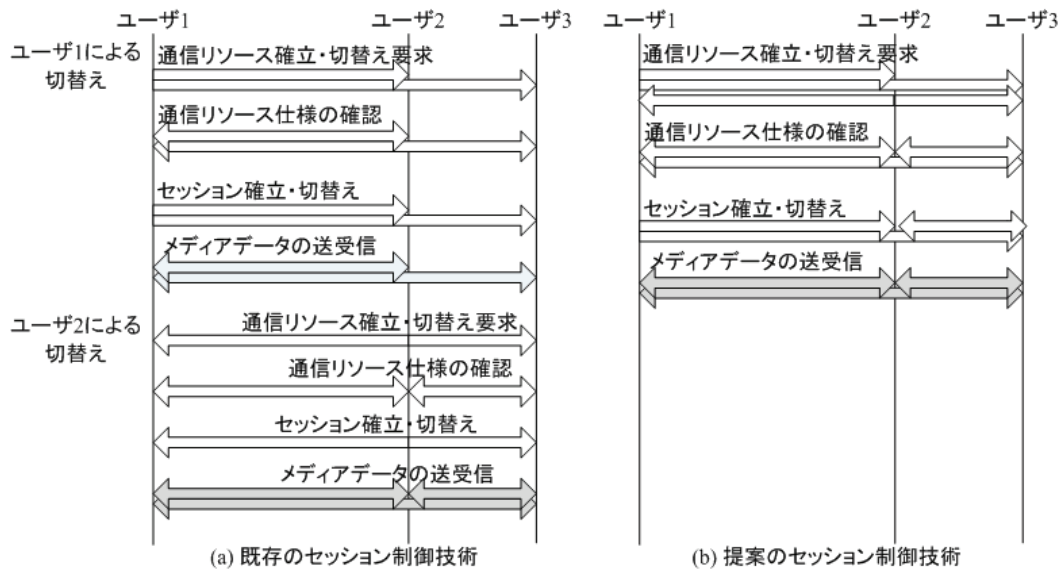 ユーザ1
ユーザ2
ユーザ3
ユーザ1による
切替え
通信リソース確立・切替え要求
通信リソース仕様の確認
セッション確立・切替え
メディアデータの送受信
ユーザ2による
切替え
通信リソース確立・切替え要求
通信リソース仕様の確認
セッション確立・切替え
メディアデータの送受信
(a) 既存のセッション制御技術
ユーザ1
ユーザ2
ユーザ3
通信リソース確立・切替え要求
通信リソース仕様の確認
セッション確立・切替え
メディアデータの送受信
(b) 提案のセッション制御技術